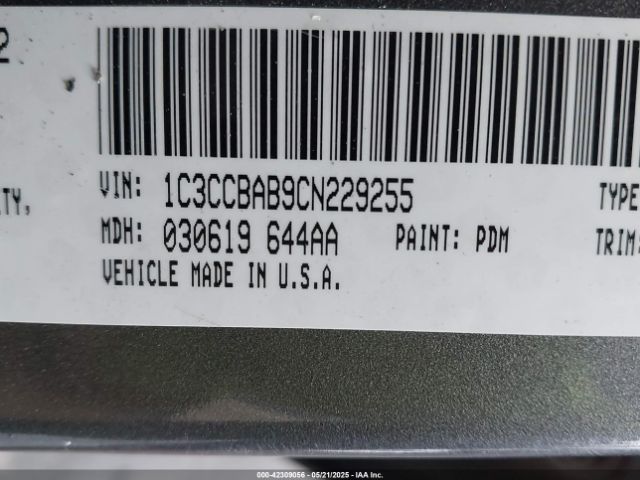 2
VIN: 1C3CCBAB9CN229255 TYPE
ETY,
MDH: 030619 644AA PAINT: PDM TRIM:
VEHICLE MADE IN U.S.A.
000-42309056 - 05/21/2025 - IAA Inc.